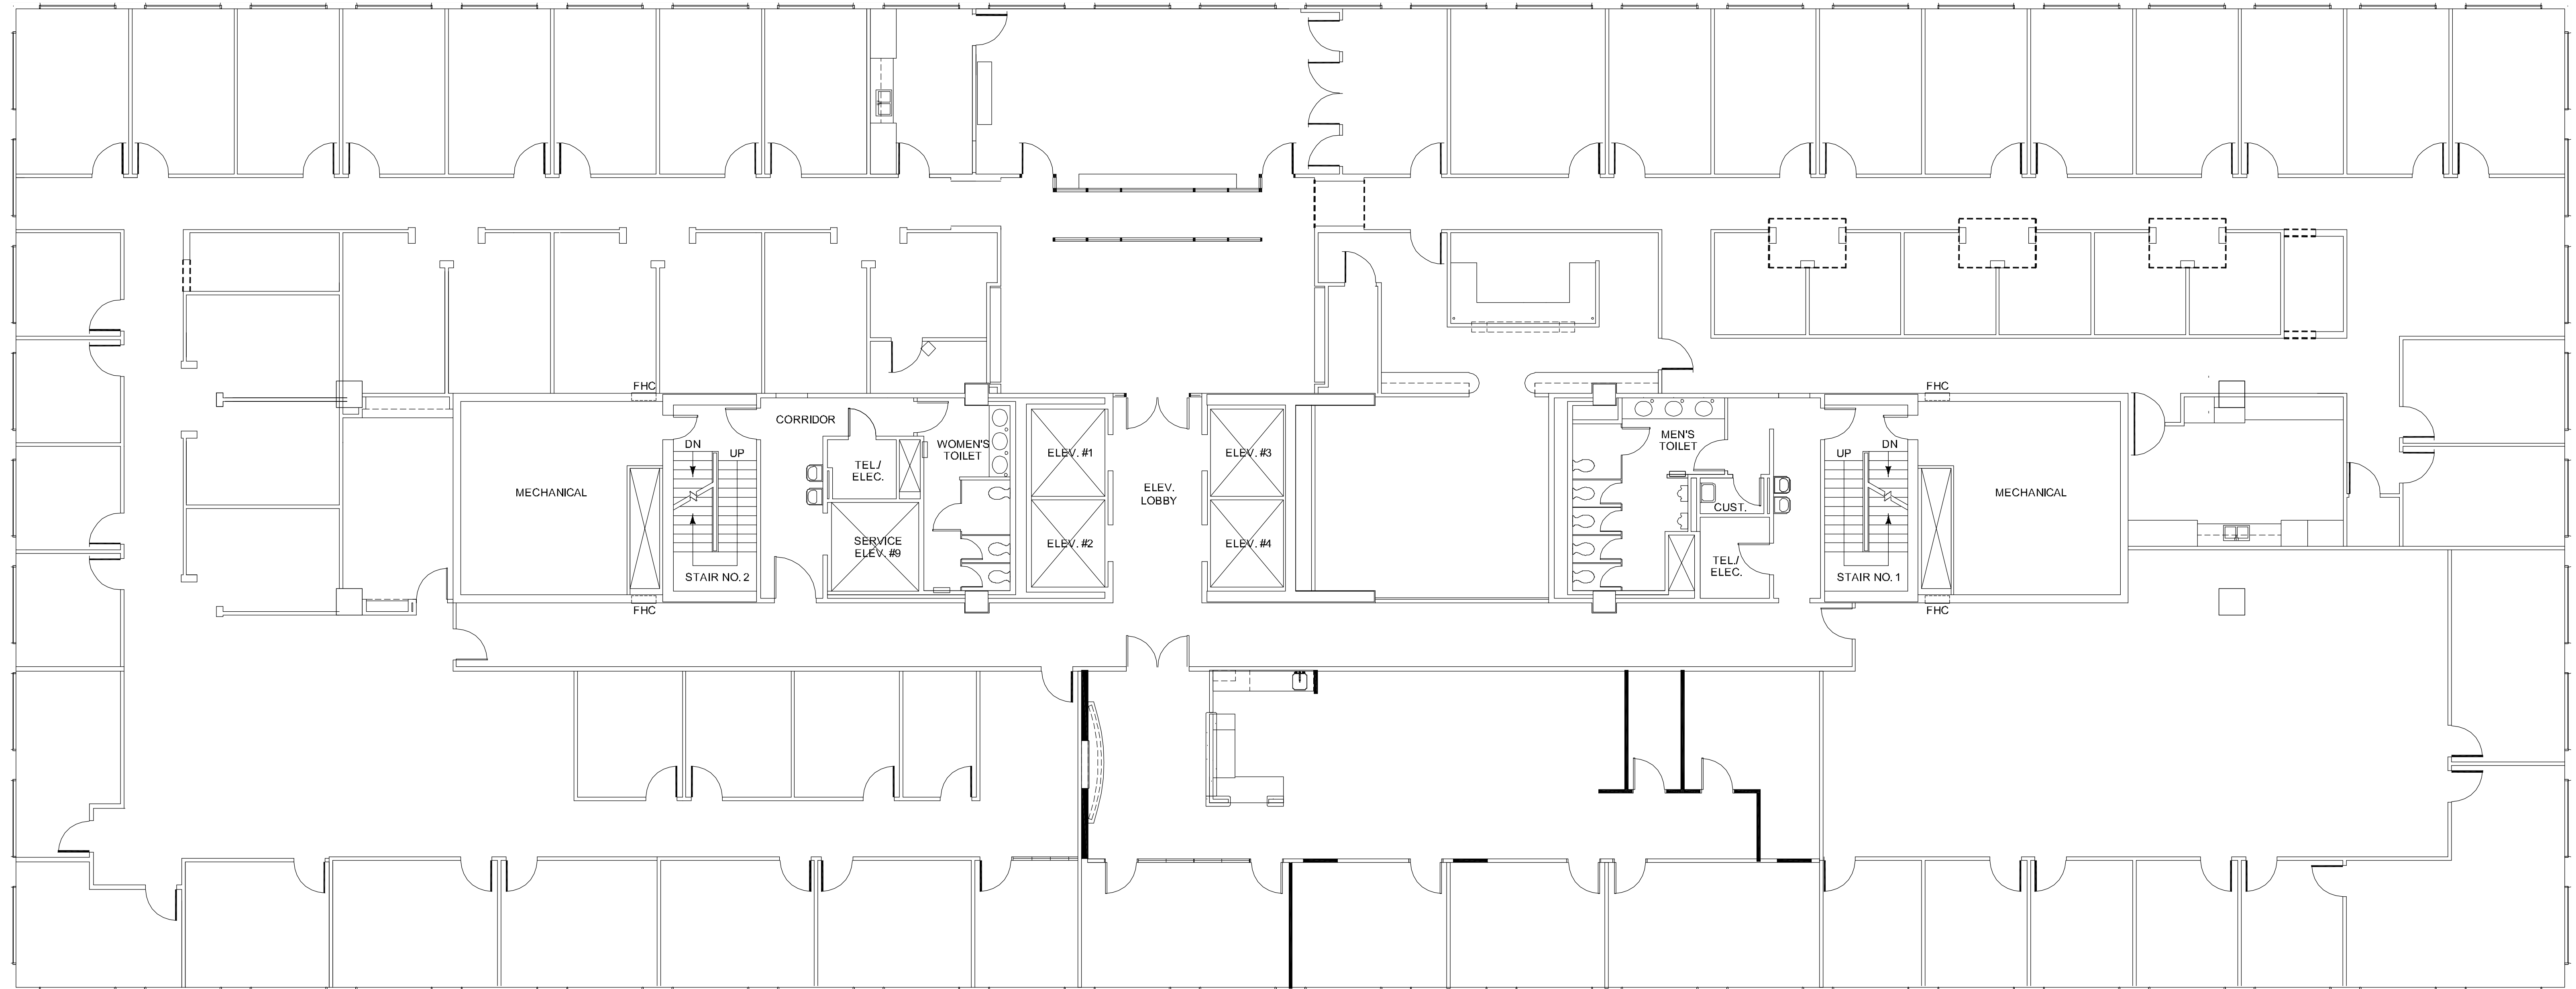 FHC
FHC
CORRIDOR
DN
UP
TEL./
ELEC.
WOMEN'S
TOILET
ELEV. #1
ELEV. #3
MEN'S
TOILET
UP
DN
MECHANICAL
ELEV.
LOBBY
CUST.
MECHANICAL
SERVICE
ELEV. #9
ELEV. #2
ELEV. #4
TEL./
ELEC.
STAIR NO. 2
STAIR NO. 1
FHC
FHC